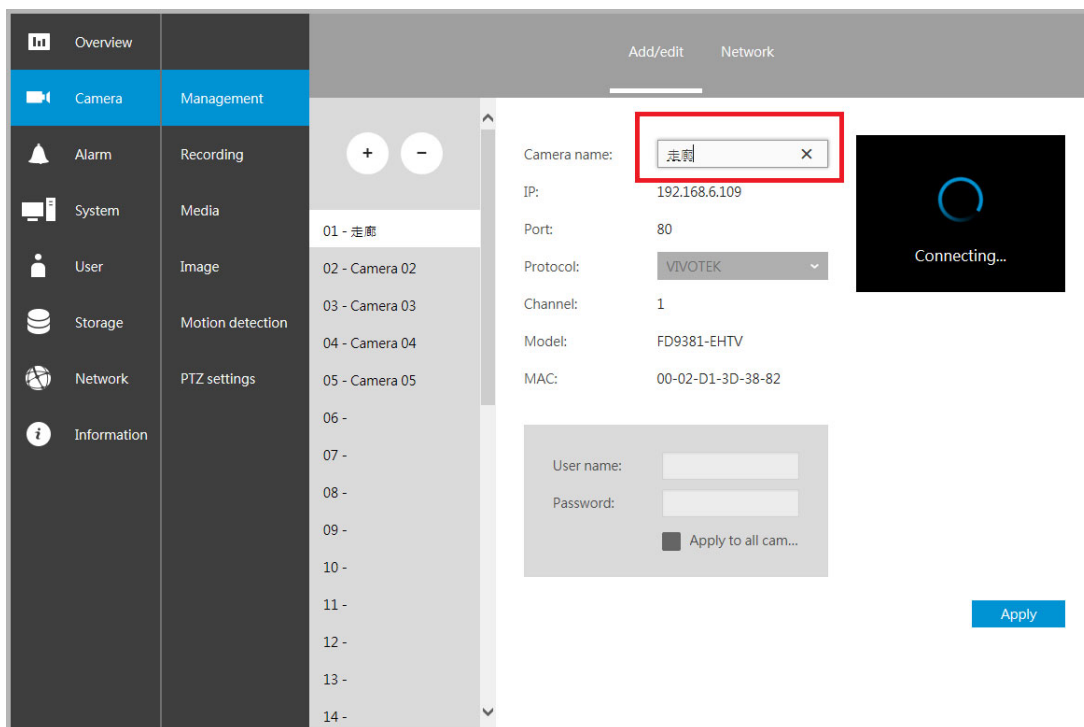 Overview
Camera
Alarm
System
User
Storage
Network
Information
Management
Recording
Media
Image
Motion detection
PTZ settings
Add/edit Network
+ -
01 - 走廊
02 - Camera 02
03 - Camera 03
04 - Camera 04
05 - Camera 05
06 -
07 -
08 -
09 -
10 -
11 -
12 -
13 -
14 -
Camera name: 走廊
IP: 192.168.6.109
Port: 80
Protocol: VIVOTEK
Channel: 1
Model: FD9381-EHTV
MAC: 00-02-D1-3D-38-82
Connecting...
User name:
Password:
Apply to all cam...
Apply